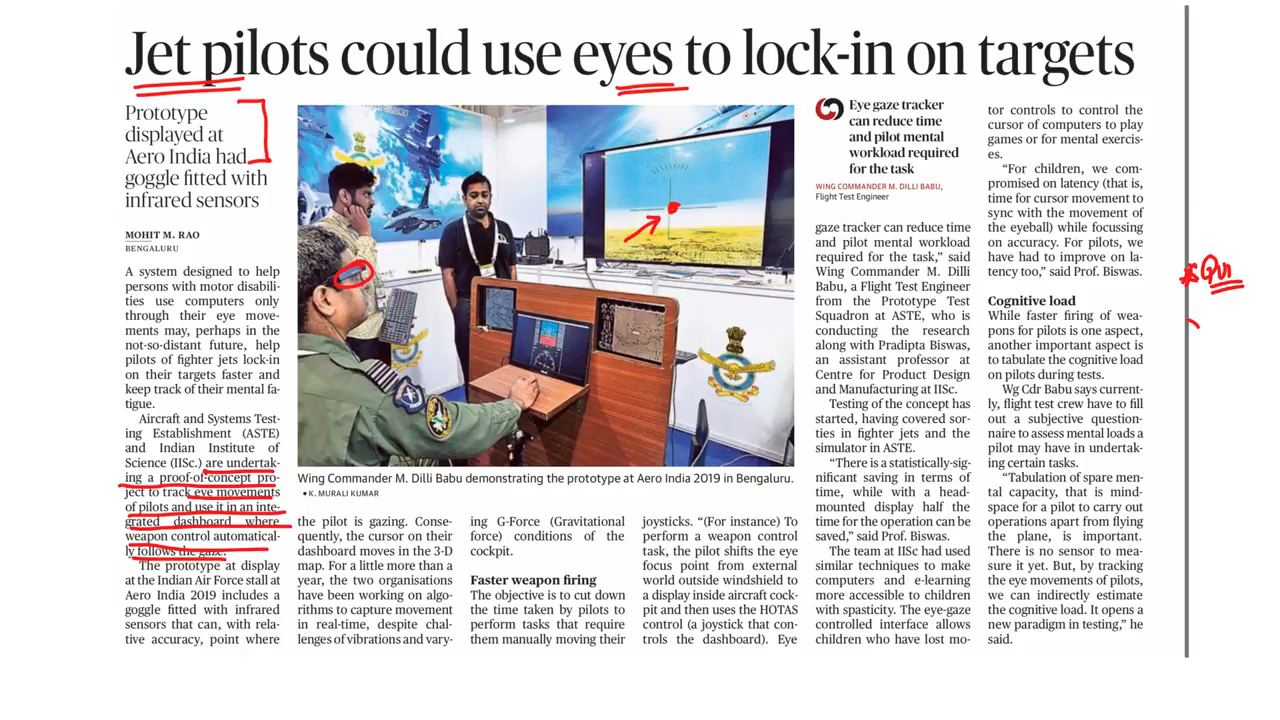 Jet pilots could use eyes to lock-in on targets
Prototype
displayed at
Aero India had
goggle fitted with
infrared sensors
MOHIT M. RAO
BENGALURU
A system designed to help
persons with motor disabili-
ties use computers only
through their eye move-
ments may, perhaps in the
not-so-distant future, help
pilots of fighter jets lock-in
on their targets faster and
keep track of their mental fa-
tigue.
Aircraft and Systems Test-
ing Establishment (ASTE)
and Indian Institute of
Science (IISc.) are undertak-
ing a proof-of-concept pro-
ject to track eye movements
of pilots and use it in an inte-
grated dashboard where
weapon control automatical-
ly follows the gaze.
The prototype at display
at the Indian Air Force stall at
Aero India 2019 includes a
goggle fitted with infrared
sensors that can, with rela-
tive accuracy, point where
Wing Commander M. Dilli Babu demonstrating the prototype at Aero India 2019 in Bengaluru.
▪ K. MURALI KUMAR
the pilot is gazing. Conse-
quently, the cursor on their
dashboard moves in the 3-D
map. For a little more than a
year, the two organisations
have been working on algo-
rithms to capture movement
in real-time, despite chal-
lenges of vibrations and vary-
ing G-Force (Gravitational
force) conditions of the
cockpit.
Faster weapon firing
The objective is to cut down
the time taken by pilots to
perform tasks that require
them manually moving their
joysticks. “(For instance) To
perform a weapon control
task, the pilot shifts the eye
focus point from external
world outside windshield to
a display inside aircraft cock-
pit and then uses the HOTAS
control (a joystick that con-
trols the dashboard). Eye
Eye gaze tracker
can reduce time
and pilot mental
workload required
for the task
WING COMMANDER M. DILLI BABU,
Flight Test Engineer
gaze tracker can reduce time
and pilot mental workload
required for the task,” said
Wing Commander M. Dilli
Babu, a Flight Test Engineer
from the Prototype Test
Squadron at ASTE, who is
conducting the research
along with Pradipta Biswas,
an assistant professor at
Centre for Product Design
and Manufacturing at IISc.
Testing of the concept has
started, having covered sor-
ties in fighter jets and the
simulator in ASTE.
“There is a statistically-sig-
nificant saving in terms of
time, while with a head-
mounted display half the
time for the operation can be
saved,” said Prof. Biswas.
The team at IISc had used
similar techniques to make
computers and e-learning
more accessible to children
with spasticity. The eye-gaze
controlled interface allows
children who have lost mo-
tor controls to control the
cursor of computers to play
games or for mental exercis-
es.
“For children, we com-
promised on latency (that is,
time for cursor movement to
sync with the movement of
the eyeball) while focussing
on accuracy. For pilots, we
have had to improve on la-
tency too,” said Prof. Biswas.
Cognitive load
While faster firing of wea-
pons for pilots is one aspect,
another important aspect is
to tabulate the cognitive load
on pilots during tests.
Wg Cdr Babu says current-
ly, flight test crew have to fill
out a subjective question-
naire to assess mental loads a
pilot may have in undertak-
ing certain tasks.
“Tabulation of spare men-
tal capacity, that is mind-
space for a pilot to carry out
operations apart from flying
the plane, is important.
There is no sensor to mea-
sure it yet. But, by tracking
the eye movements of pilots,
we can indirectly estimate
the cognitive load. It opens a
new paradigm in testing,” he
said.